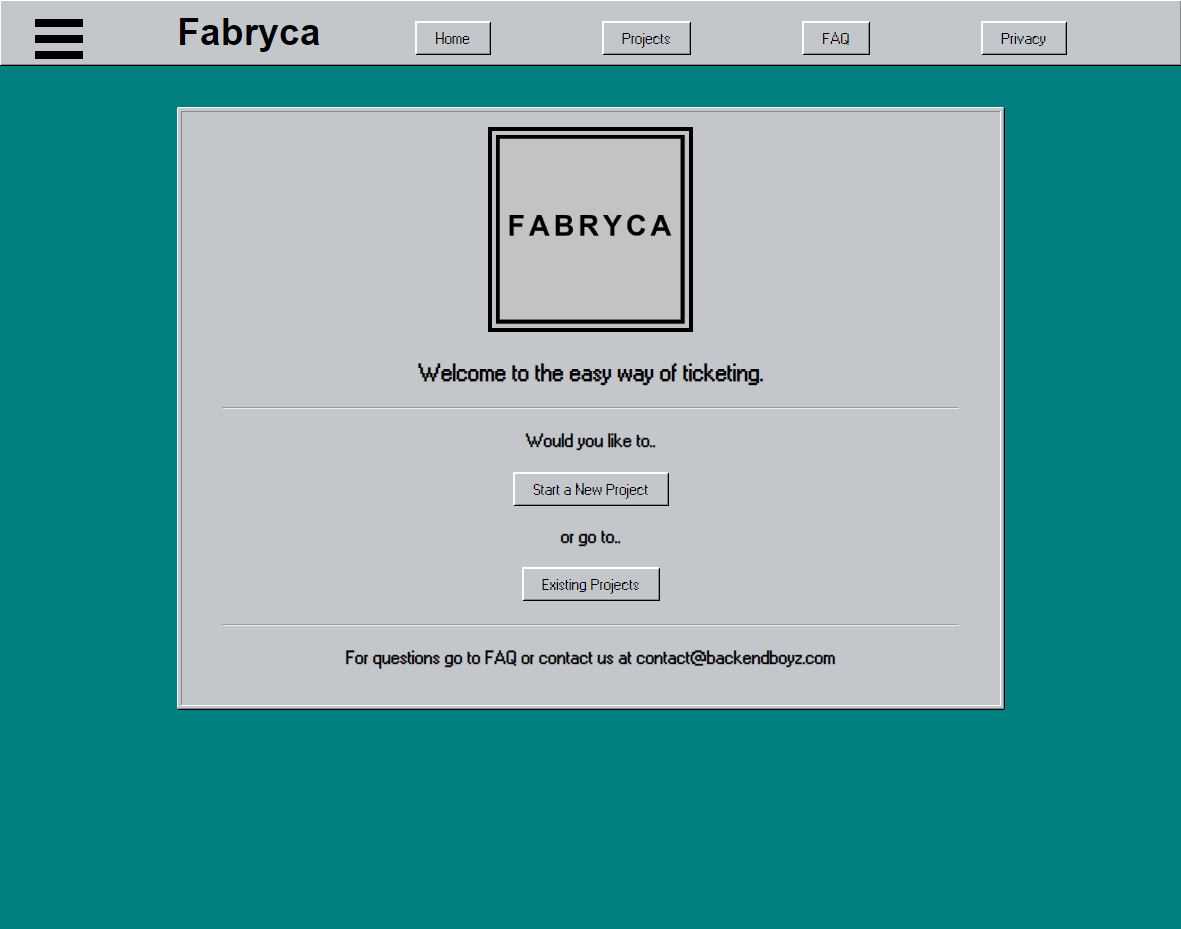 Fabryca
Home
Projects
FAQ
Privacy
FABRYCA
Welcome to the easy way of ticketing.
Would you like to..
Start a New Project
or go to..
Existing Projects
For questions go to FAQ or contact us at contact@backendboyz.com